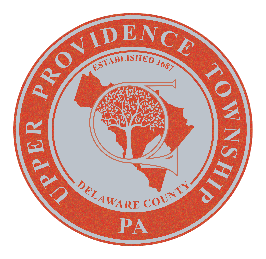 UPPER PROVIDENCE TOWNSHIP
PA
ESTABLISHED 1687
DELAWARE COUNTY